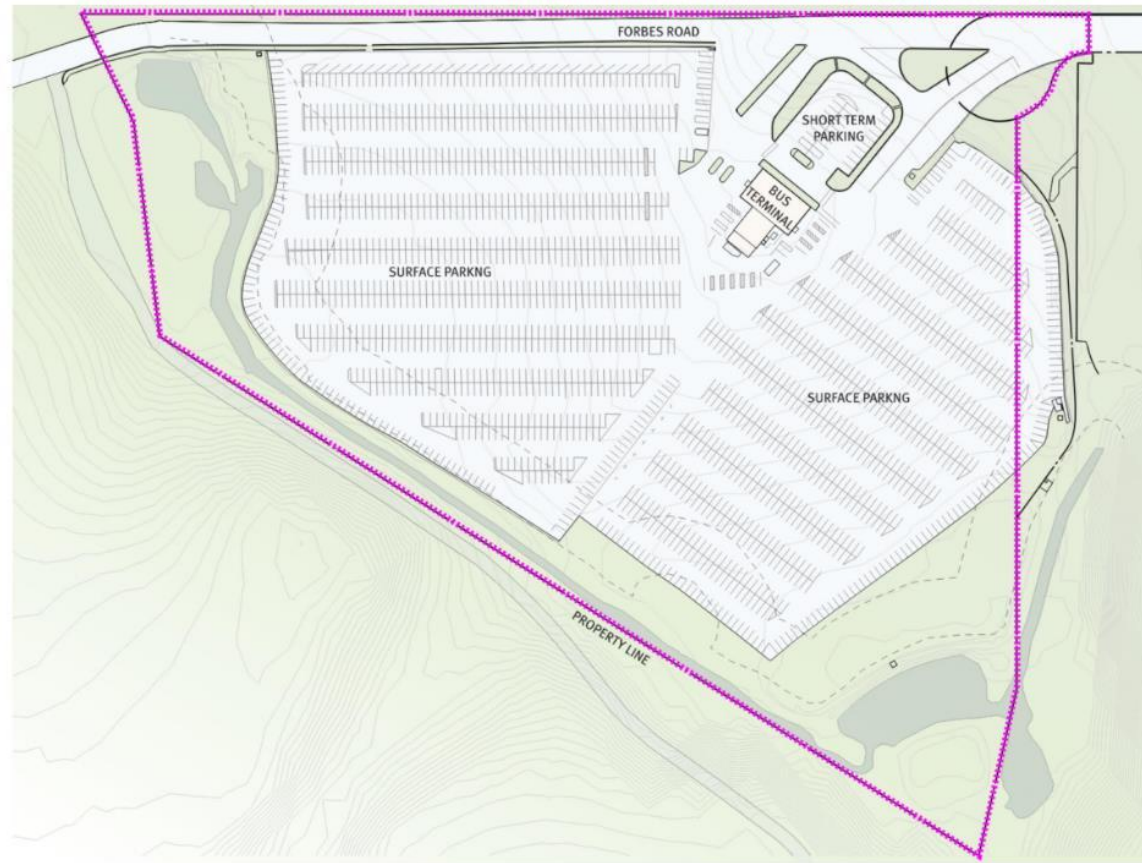 FORBES ROAD
SHORT TERM
PARKING
BUS
TERMINAL
SURFACE PARKNG
SURFACE PARKNG
PROPERTY LINE